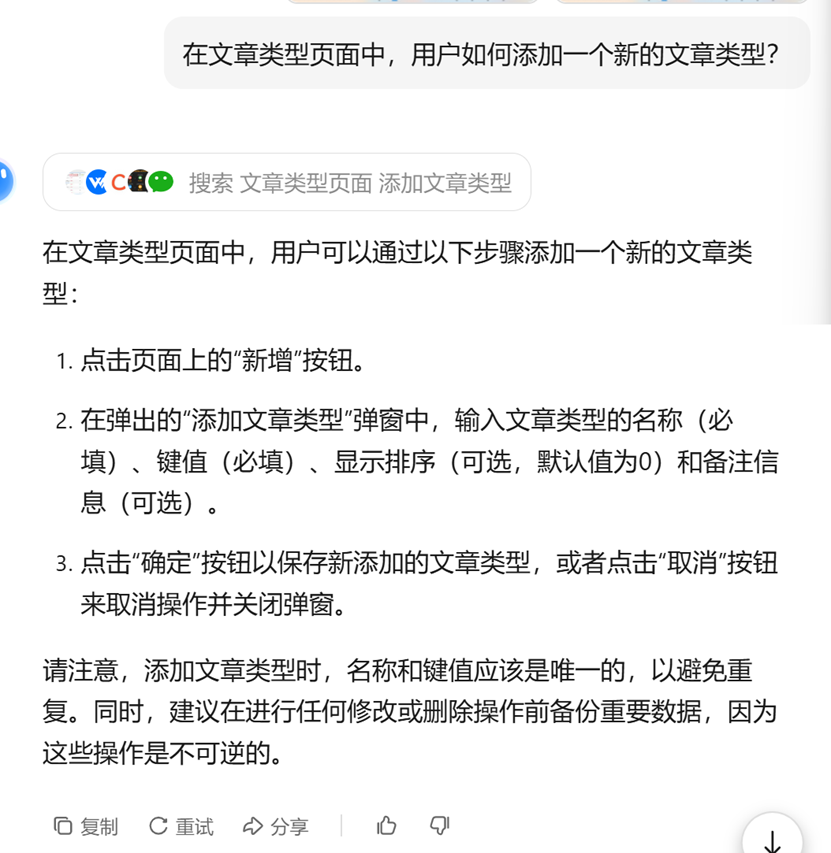 在文章类型页面中，用户如何添加一个新的文章类型？
搜索 文章类型页面 添加文章类型
在文章类型页面中，用户可以通过以下步骤添加一个新的文章类
型：
1. 点击页面上的“新增”按钮。
2. 在弹出的“添加文章类型”弹窗中，输入文章类型的名称（必
填）、键值（必填）、显示排序（可选，默认值为0）和备注信
息（可选）。
3. 点击“确定”按钮以保存新添加的文章类型，或者点击“取消”按钮
来取消操作并关闭弹窗。
请注意，添加文章类型时，名称和键值应该是唯一的，以避免重
复。同时，建议在进行任何修改或删除操作前备份重要数据，因为
这些操作是不可逆的。
复制 重试 分享